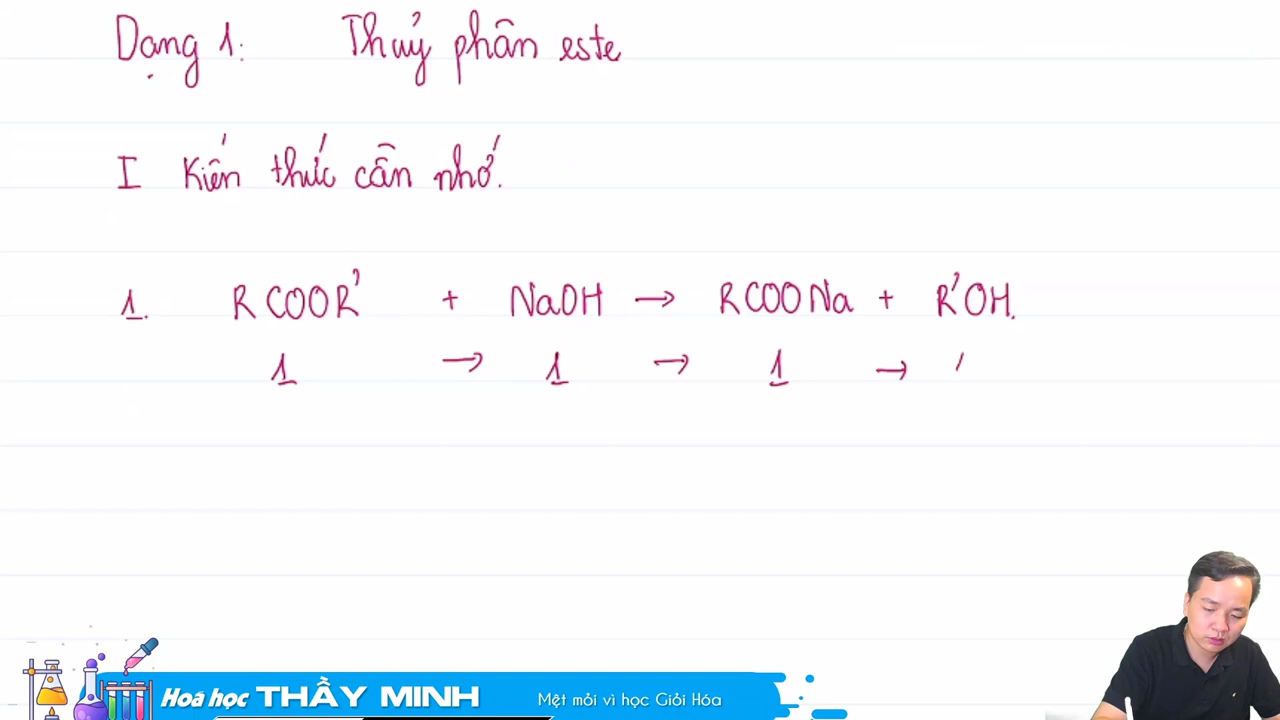 Dạng 1: Thuỷ phân este
I Kiến thức cần nhớ.
1. RCOOR' + NaOH → RCOONa + R'OH.
1 → 1 → 1 →
Hoá học THẦY MINH Mệt mỏi vì học Giỏi Hóa